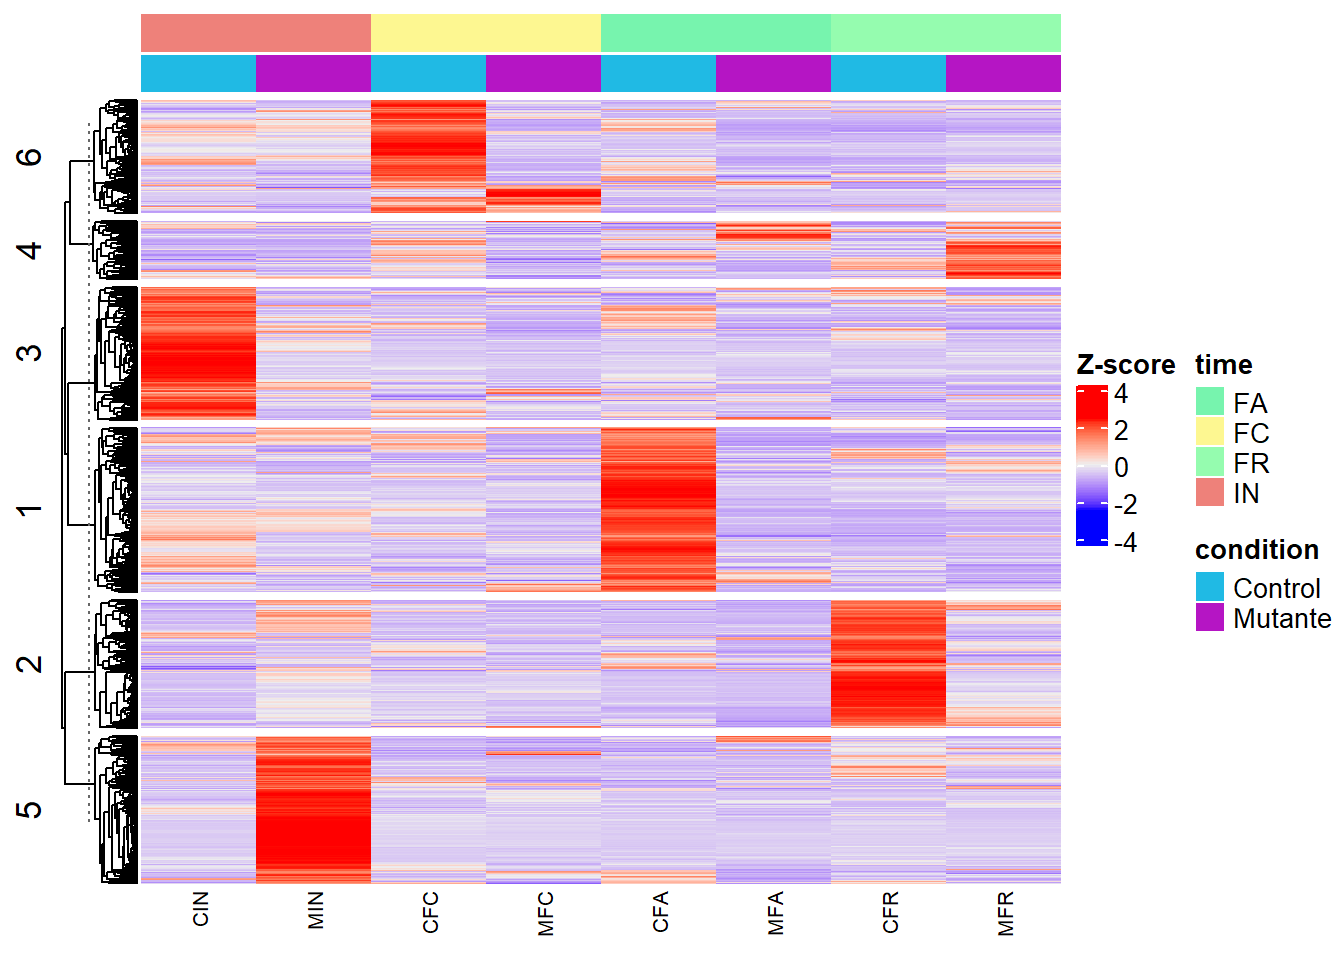 6
4
3
1
2
5
CIN
MIN
CFC
MFC
CFA
MFA
CFR
MFR
Z-score
4
2
0
-2
-4
time
FA
FC
FR
IN
condition
Control
Mutante